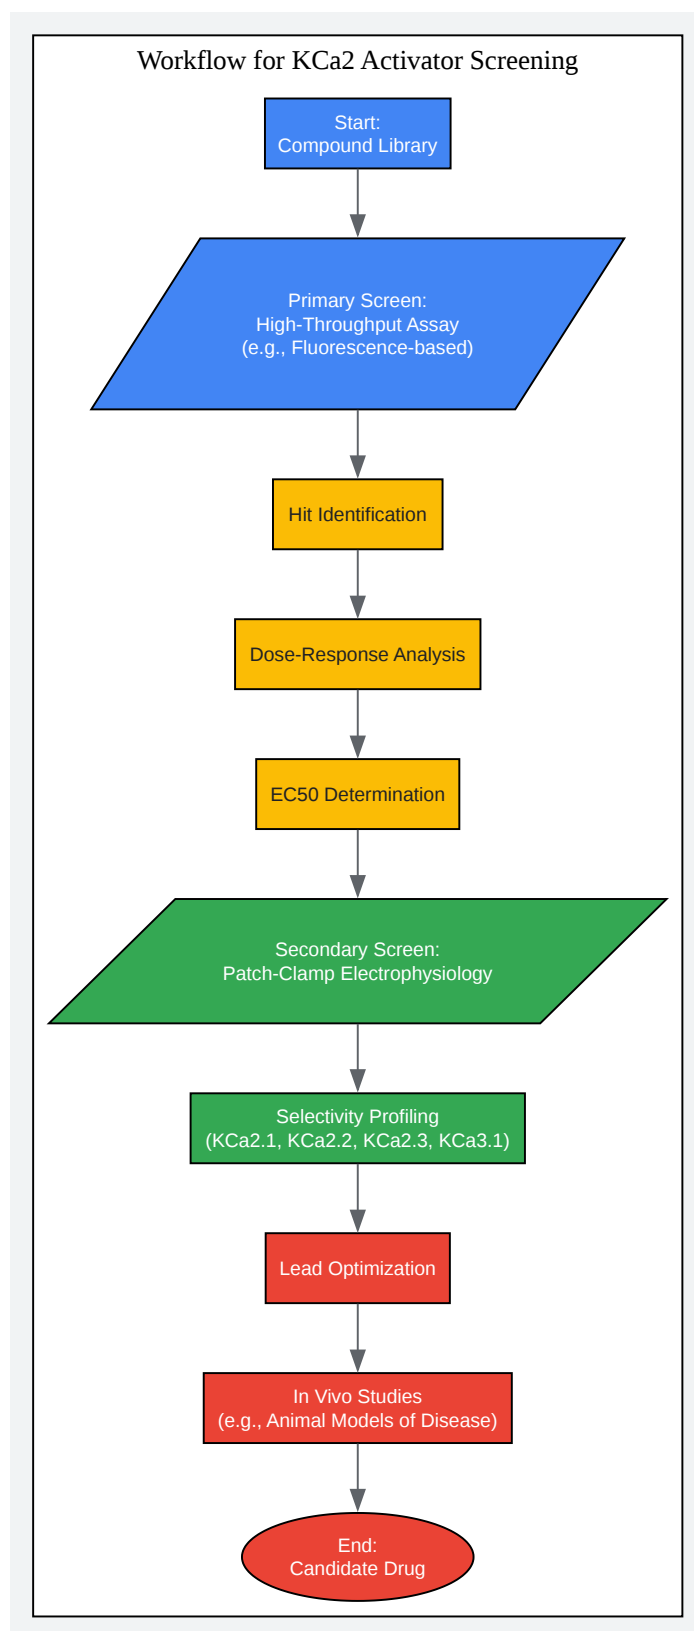 Workflow for KCa2 Activator Screening
Start:
Compound Library
Primary Screen:
High-Throughput Assay
(e.g., Fluorescence-based)
Hit Identification
Dose-Response Analysis
EC50 Determination
Secondary Screen:
Patch-Clamp Electrophysiology
Selectivity Profiling
(KCa2.1, KCa2.2, KCa2.3, KCa3.1)
Lead Optimization
In Vivo Studies
(e.g., Animal Models of Disease)
End:
Candidate Drug